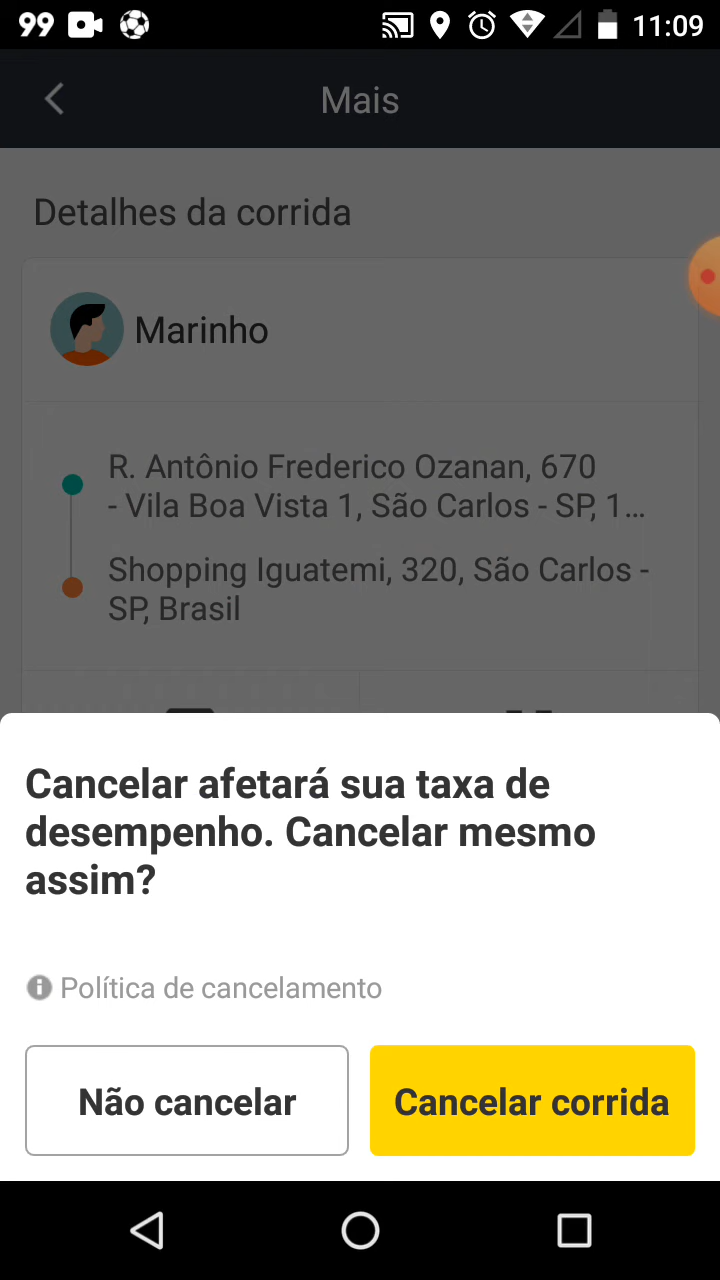 99
11:09
Mais
Detalhes da corrida
Marinho
R. Antônio Frederico Ozanan, 670
- Vila Boa Vista 1, São Carlos - SP, 1...
Shopping Iguatemi, 320, São Carlos -
SP, Brasil
Cancelar afetará sua taxa de
desempenho. Cancelar mesmo
assim?
Política de cancelamento
Não cancelar
Cancelar corrida